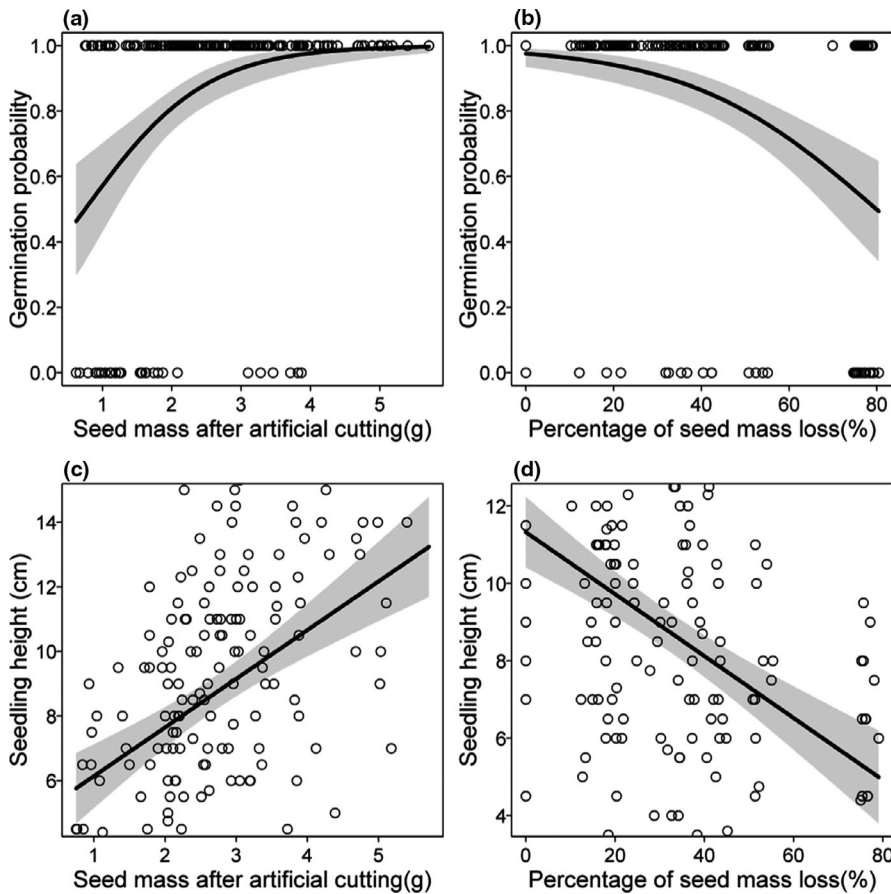 (a)
Germination probability
1.0
0.8
0.6
0.4
0.2
0.0
1 2 3 4 5
Seed mass after artificial cutting(g)
(b)
Germination probability
1.0
0.8
0.6
0.4
0.2
0.0
0 20 40 60 80
Percentage of seed mass loss(%)
(c)
Seedling height (cm)
14
12
10
8
6
1 2 3 4 5
Seed mass after artificial cutting(g)
(d)
Seedling height (cm)
12
10
8
6
4
0 20 40 60 80
Percentage of seed mass loss(%)